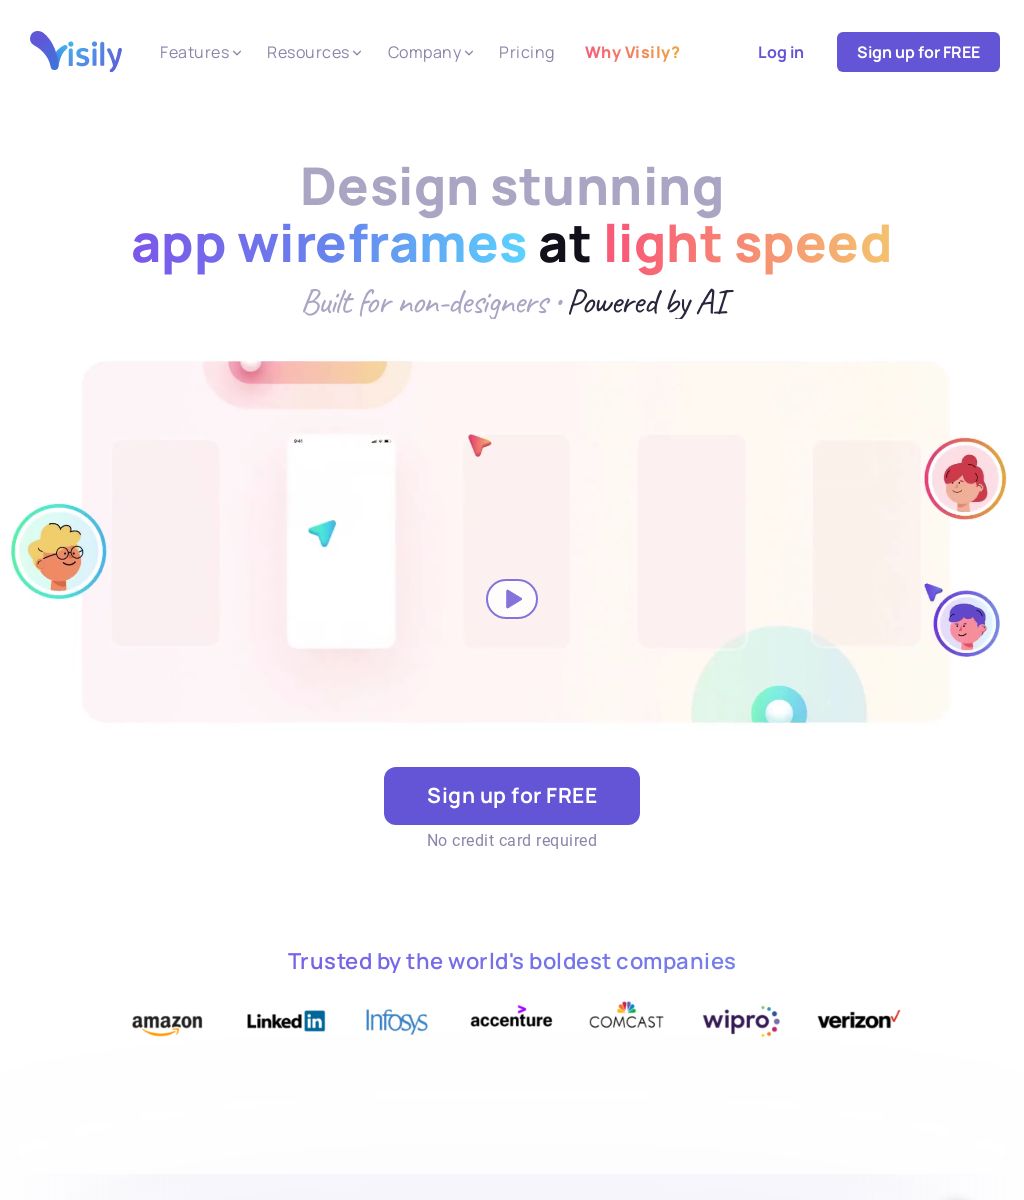 Visily
Features
Resources
Company
Pricing
Why Visily?
Log in
Sign up for FREE
Design stunning
app wireframes at light speed
Built for non-designers • Powered by AI
9:41
Sign up for FREE
No credit card required
Trusted by the world's boldest companies
amazon
LinkedIn
Infosys
accenture
COMCAST
wipro
verizon